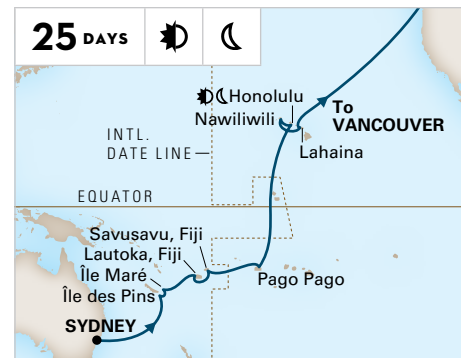 25 DAYS
Honolulu
Nawiliwili
To
VANCOUVER
Lahaina
INTL.
DATE LINE
EQUATOR
Savusavu, Fiji
Lautoka, Fiji
Île Maré
Île des Pins
Pago Pago
SYDNEY